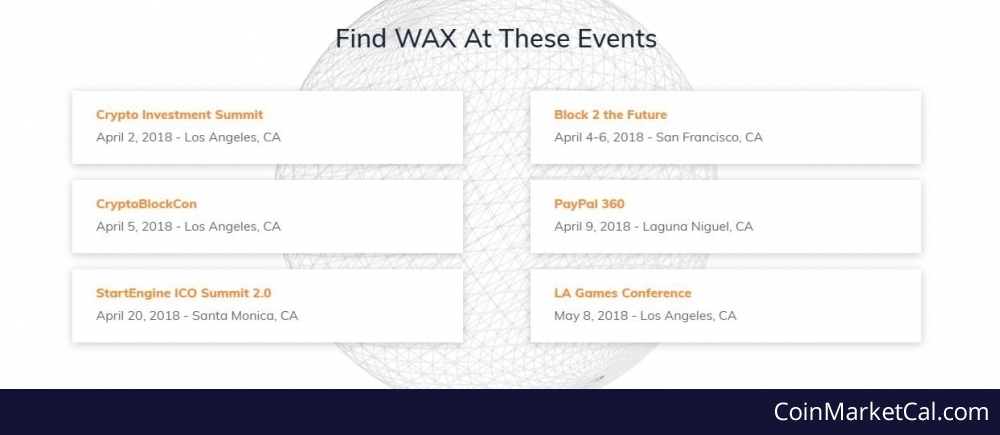 Find WAX At These Events
Crypto Investment Summit
April 2, 2018 - Los Angeles, CA
Block 2 the Future
April 4-6, 2018 - San Francisco, CA
CryptoBlockCon
April 5, 2018 - Los Angeles, CA
PayPal 360
April 9, 2018 - Laguna Niguel, CA
StartEngine ICO Summit 2.0
April 20, 2018 - Santa Monica, CA
LA Games Conference
May 8, 2018 - Los Angeles, CA
CoinMarketCal.com